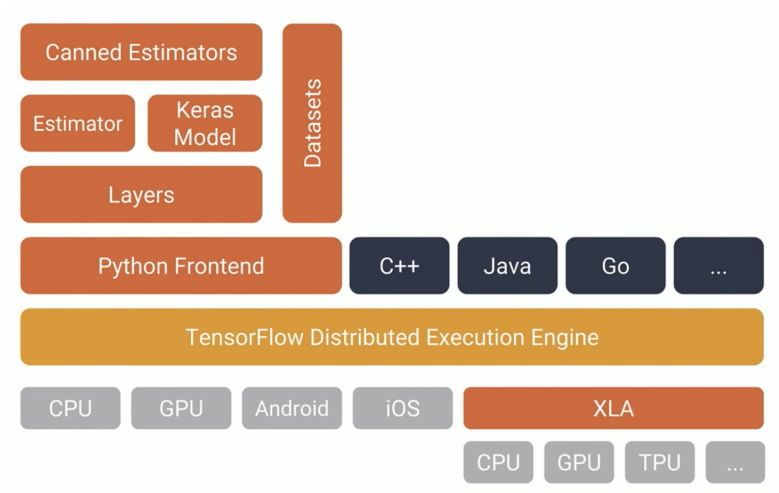 Canned Estimators
Datasets
Estimator
Keras
Model
Layers
Python Frontend
C++
Java
Go
...
TensorFlow Distributed Execution Engine
CPU
GPU
Android
iOS
XLA
CPU
GPU
TPU
...